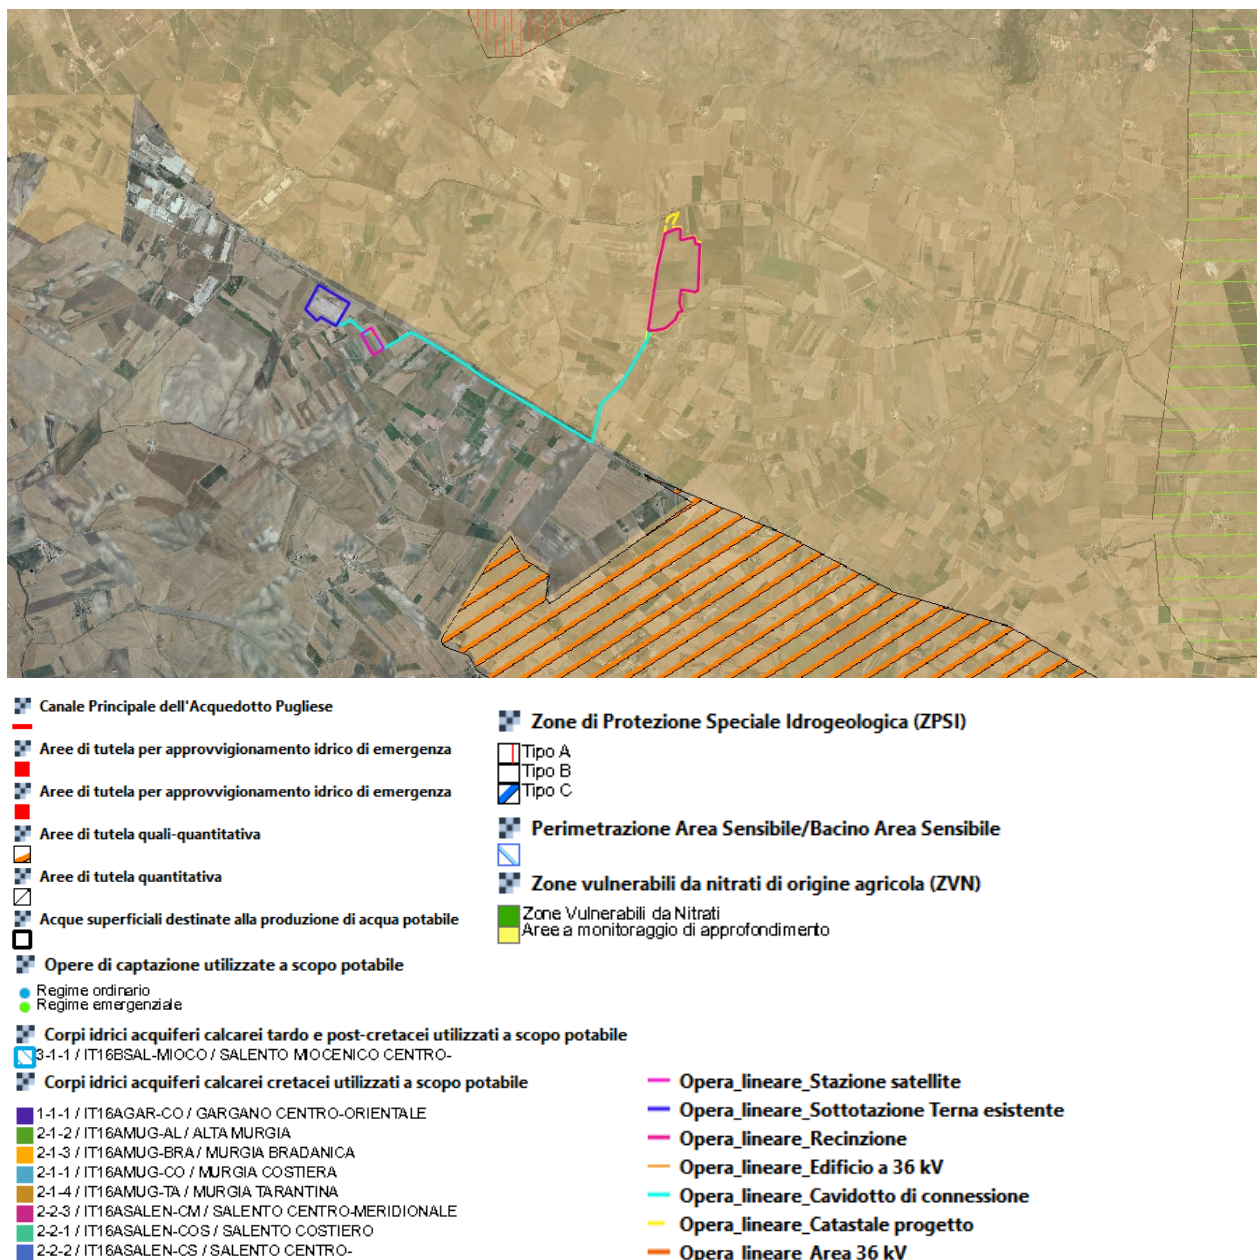 Canale Principale dell'Acquedotto Pugliese
Aree di tutela per approvvigionamento idrico di emergenza
Aree di tutela per approvvigionamento idrico di emergenza
Aree di tutela quali-quantitativa
Aree di tutela quantitativa
Acque superficiali destinate alla produzione di acqua potabile
Opere di captazione utilizzate a scopo potabile
Regime ordinario
Regime emergenziale
Corpi idrici acquiferi calcarei tardo e post-cretacei utilizzati a scopo potabile
3-1-1 / IT16BSAL-MIOCO / SALENTO MIOCENICO CENTRO-
Corpi idrici acquiferi calcarei cretacei utilizzati a scopo potabile
1-1-1 / IT16AGAR-CO / GARGANO CENTRO-ORIENTALE
2-1-2 / IT16AMUG-AL / ALTA MURGIA
2-1-3 / IT16AMUG-BRA / MURGIA BRADANICA
2-1-1 / IT16AMUG-CO / MURGIA COSTIERA
2-1-4 / IT16AMUG-TA / MURGIA TARANTINA
2-2-3 / IT16ASALEN-CM / SALENTO CENTRO-MERIDIONALE
2-2-1 / IT16ASALEN-COS / SALENTO COSTIERO
2-2-2 / IT16ASALEN-CS / SALENTO CENTRO-
Zone di Protezione Speciale Idrogeologica (ZPSI)
Tipo A
Tipo B
Tipo C
Perimetrazione Area Sensibile/Bacino Area Sensibile
Zone vulnerabili da nitrati di origine agricola (ZVN)
Zone Vulnerabili da Nitrati
Aree a monitoraggio di approfondimento
Opera_lineare_Stazione satellite
Opera_lineare_Sottotazione Terna esistente
Opera_lineare_Recinzione
Opera_lineare_Edificio a 36 kV
Opera_lineare_Cavidotto di connessione
Opera_lineare_Catastale progetto
Opera_lineare_Area 36 kV